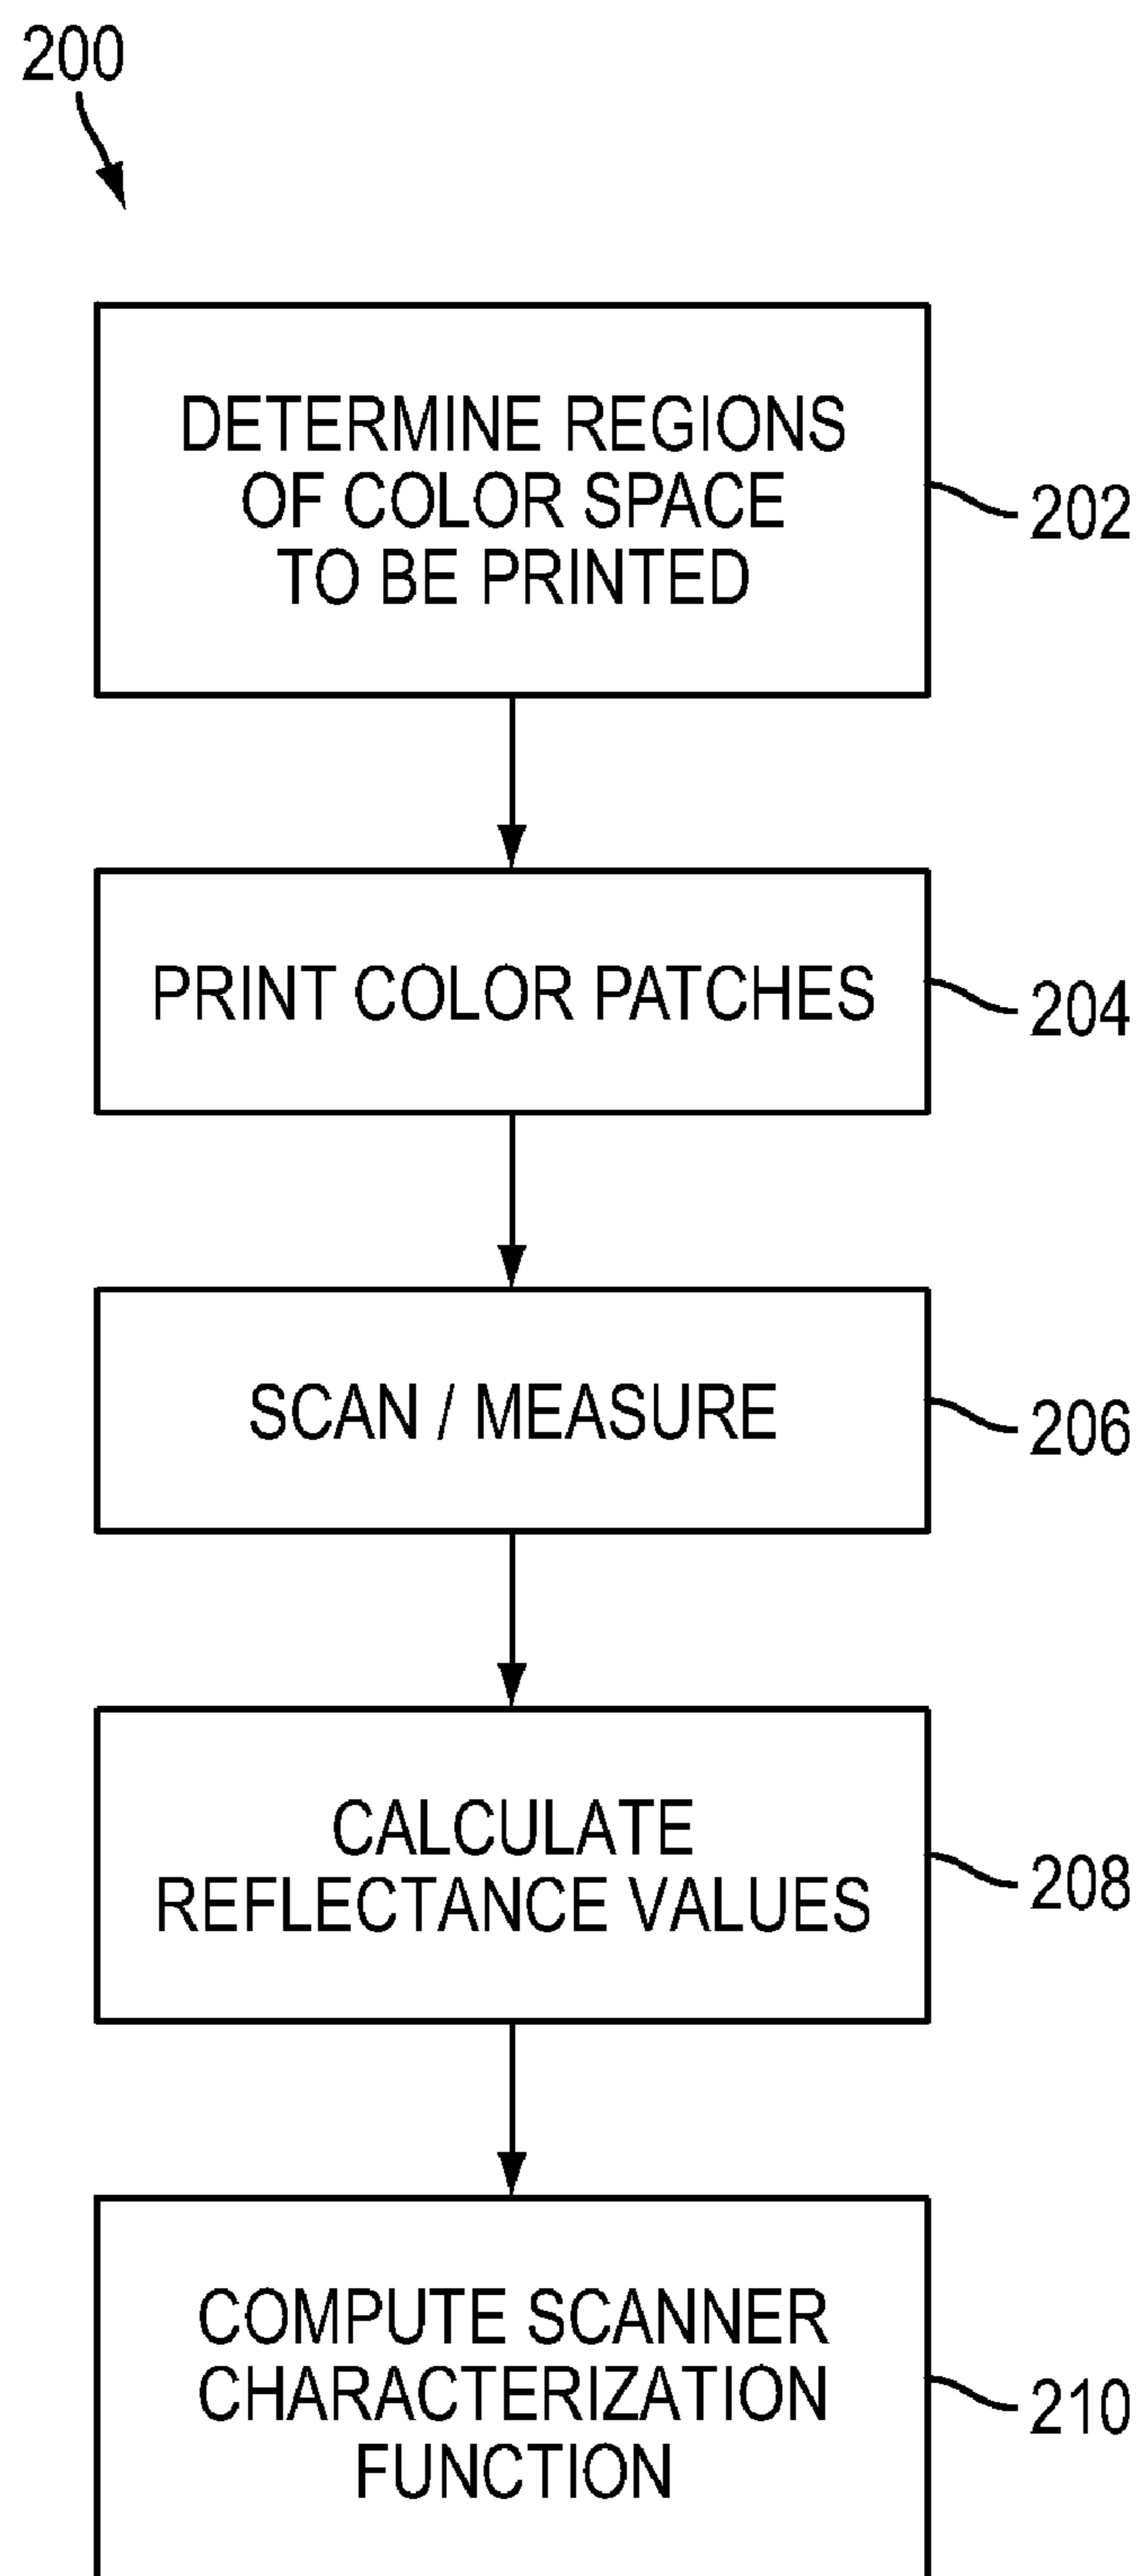 200
DETERMINE REGIONS
OF COLOR SPACE
TO BE PRINTED
202
PRINT COLOR PATCHES
204
SCAN / MEASURE
206
CALCULATE
REFLECTANCE VALUES
208
COMPUTE SCANNER
CHARACTERIZATION
FUNCTION
210